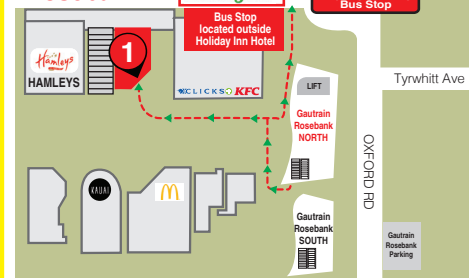 Bus Stop
Bus Stop
located outside
Holiday Inn Hotel
1
Hamleys
HAMLEYS
CLICKS KFC
LIFT
Tyrwhitt Ave
Gautrain
Rosebank
NORTH
OXFORD RD
KAUAI
M
Gautrain
Rosebank
SOUTH
Gautrain
Rosebank
Parking